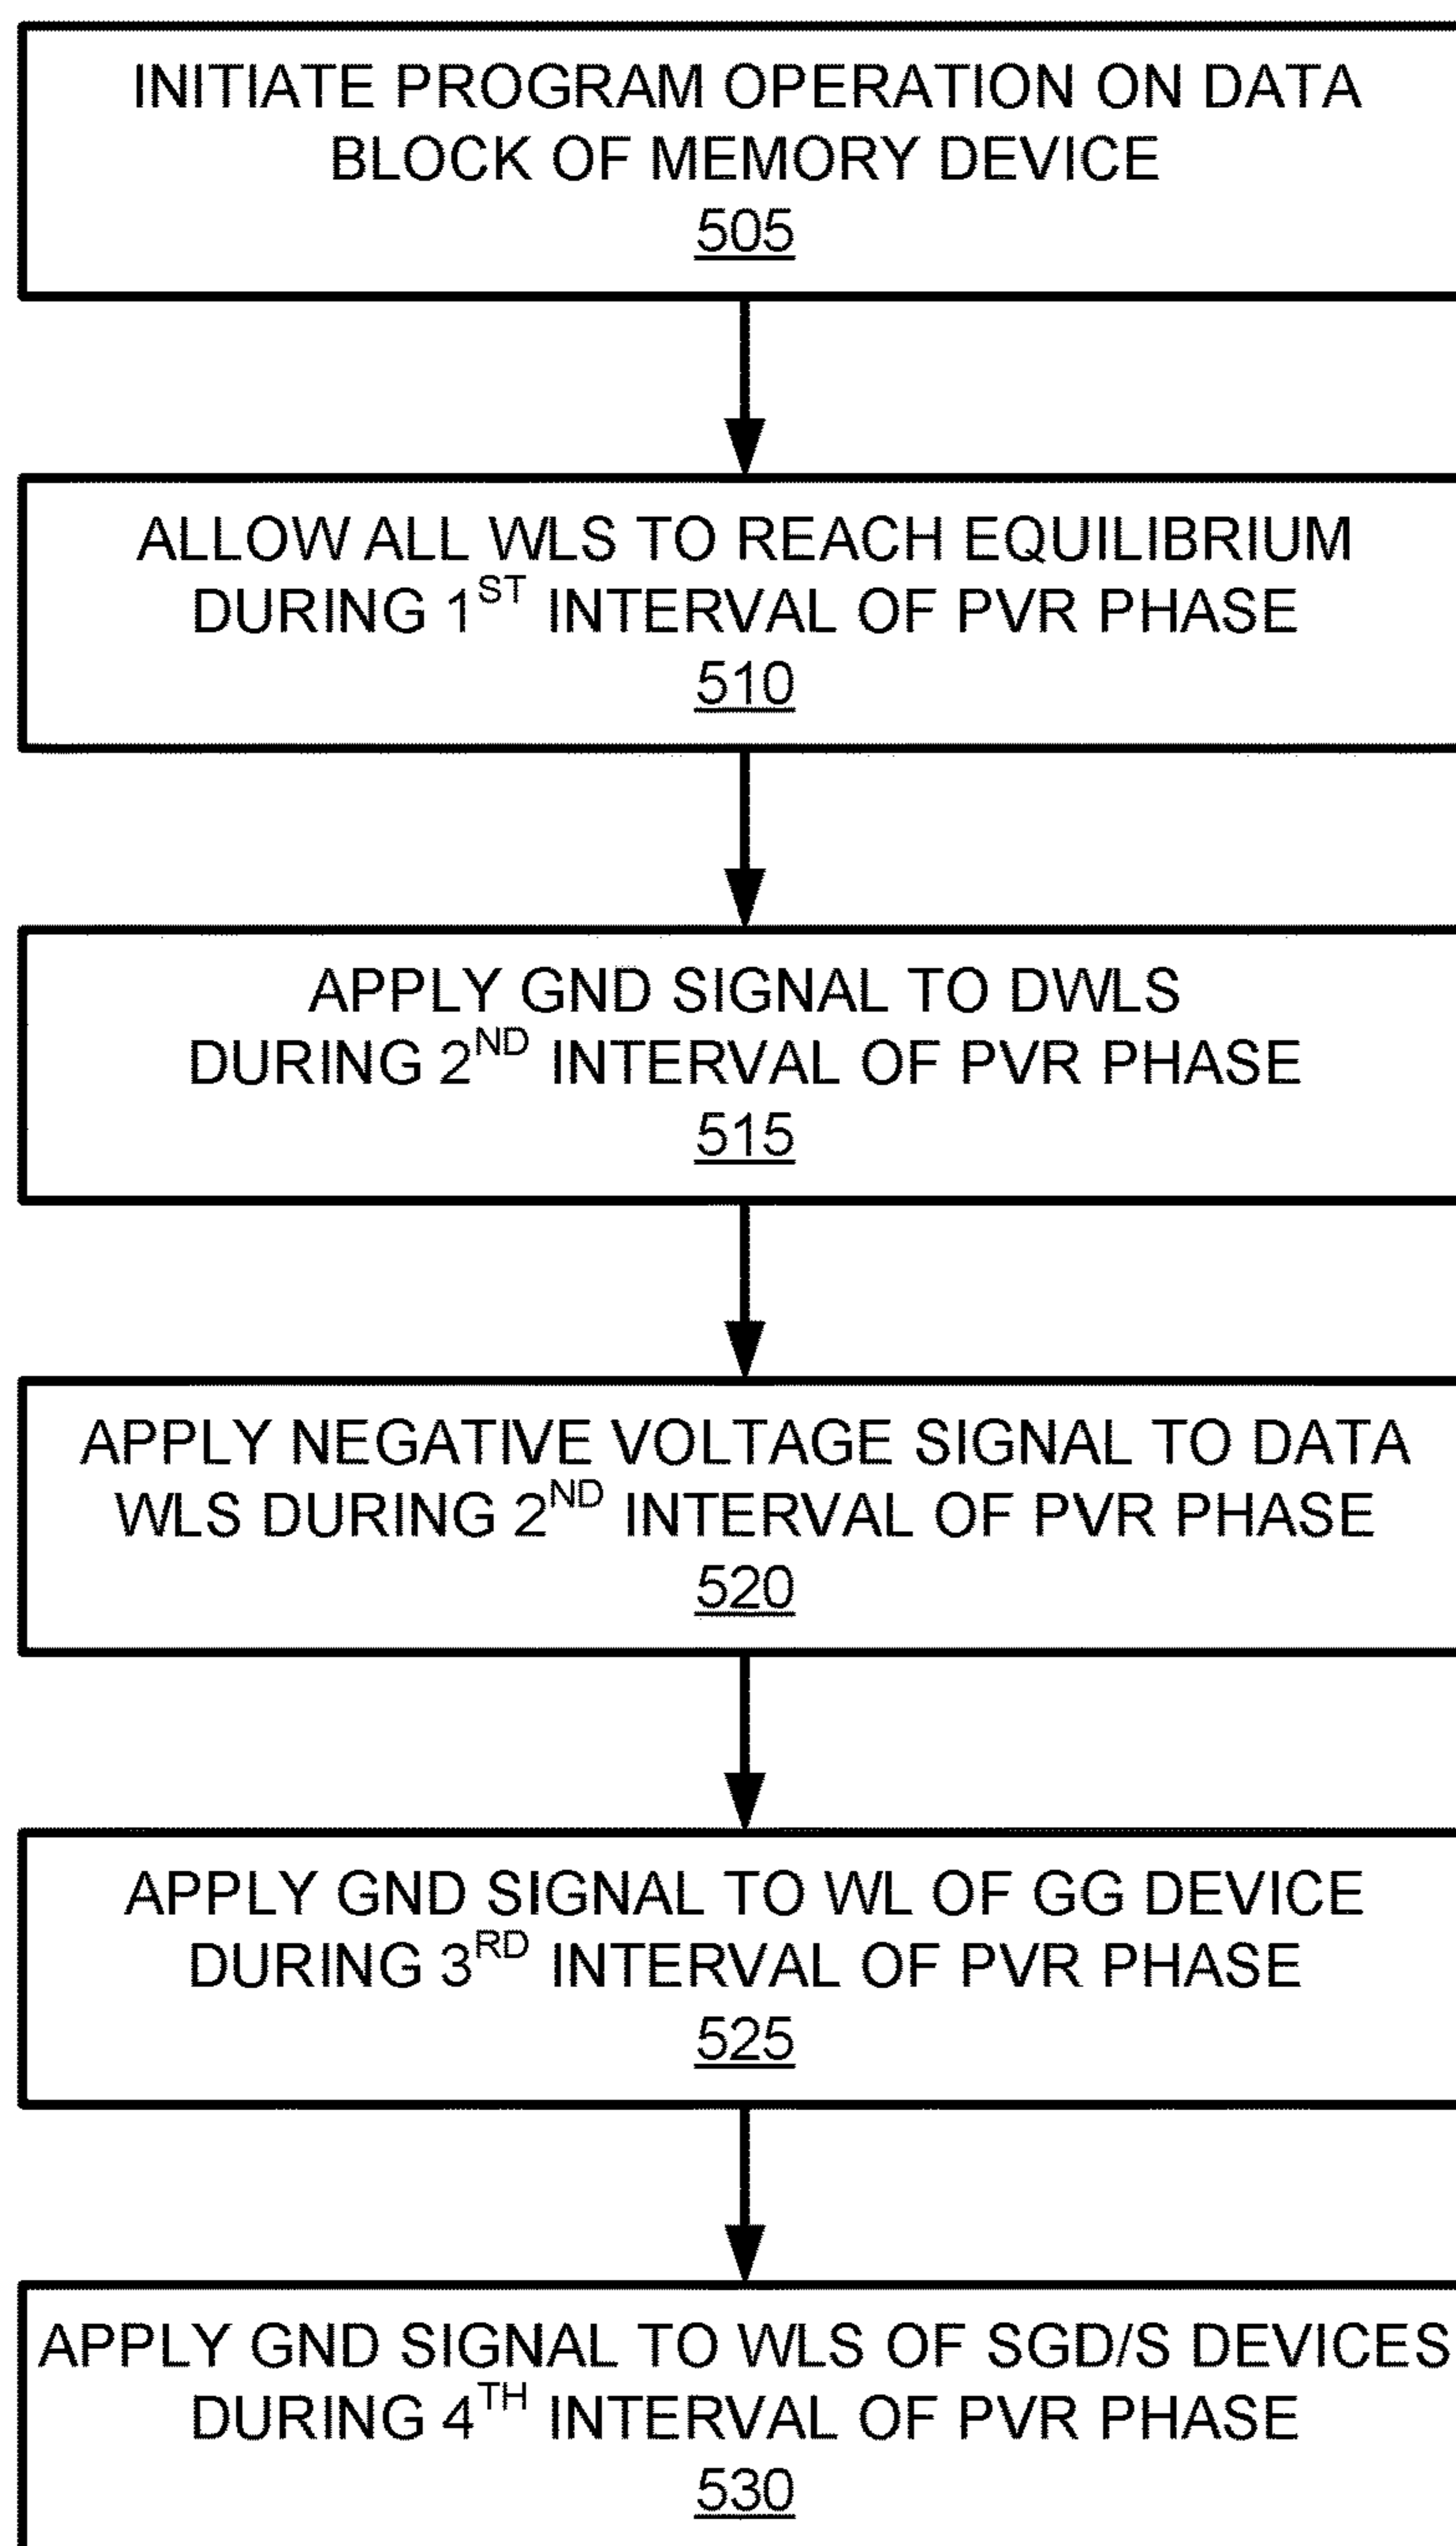 INITIATE PROGRAM OPERATION ON DATA
BLOCK OF MEMORY DEVICE
505
ALLOW ALL WLS TO REACH EQUILIBRIUM
DURING 1ST INTERVAL OF PVR PHASE
510
APPLY GND SIGNAL TO DWLS
DURING 2ND INTERVAL OF PVR PHASE
515
APPLY NEGATIVE VOLTAGE SIGNAL TO DATA
WLS DURING 2ND INTERVAL OF PVR PHASE
520
APPLY GND SIGNAL TO WL OF GG DEVICE
DURING 3RD INTERVAL OF PVR PHASE
525
APPLY GND SIGNAL TO WLS OF SGD/S DEVICES
DURING 4TH INTERVAL OF PVR PHASE
530